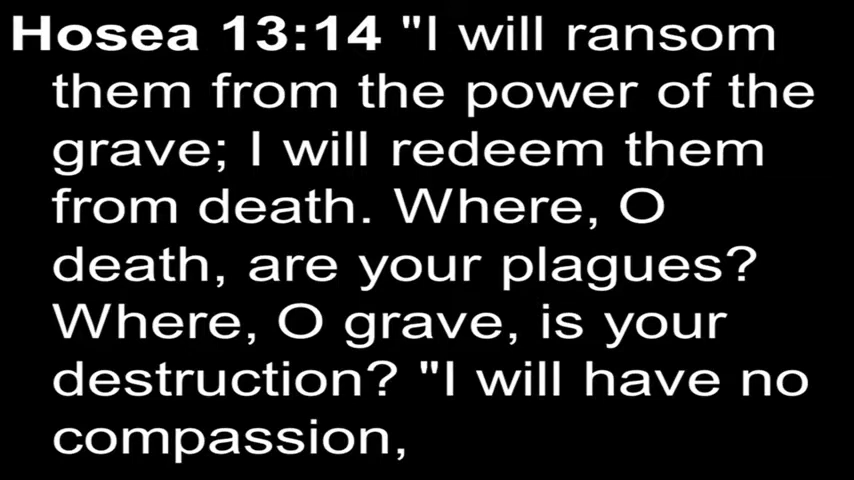 Hosea 13:14 "I will ransom
them from the power of the
grave; I will redeem them
from death. Where, O
death, are your plagues?
Where, O grave, is your
destruction? "I will have no
compassion,